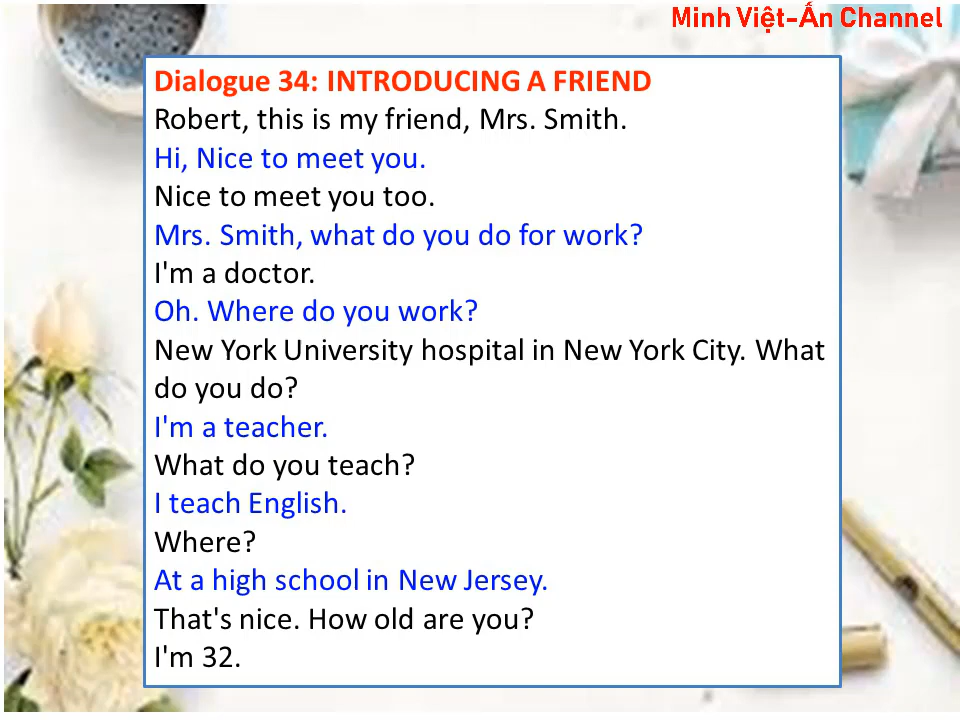 Minh Việt-Ấn Channel
Dialogue 34: INTRODUCING A FRIEND
Robert, this is my friend, Mrs. Smith.
Hi, Nice to meet you.
Nice to meet you too.
Mrs. Smith, what do you do for work?
I'm a doctor.
Oh. Where do you work?
New York University hospital in New York City. What
do you do?
I'm a teacher.
What do you teach?
I teach English.
Where?
At a high school in New Jersey.
That's nice. How old are you?
I'm 32.